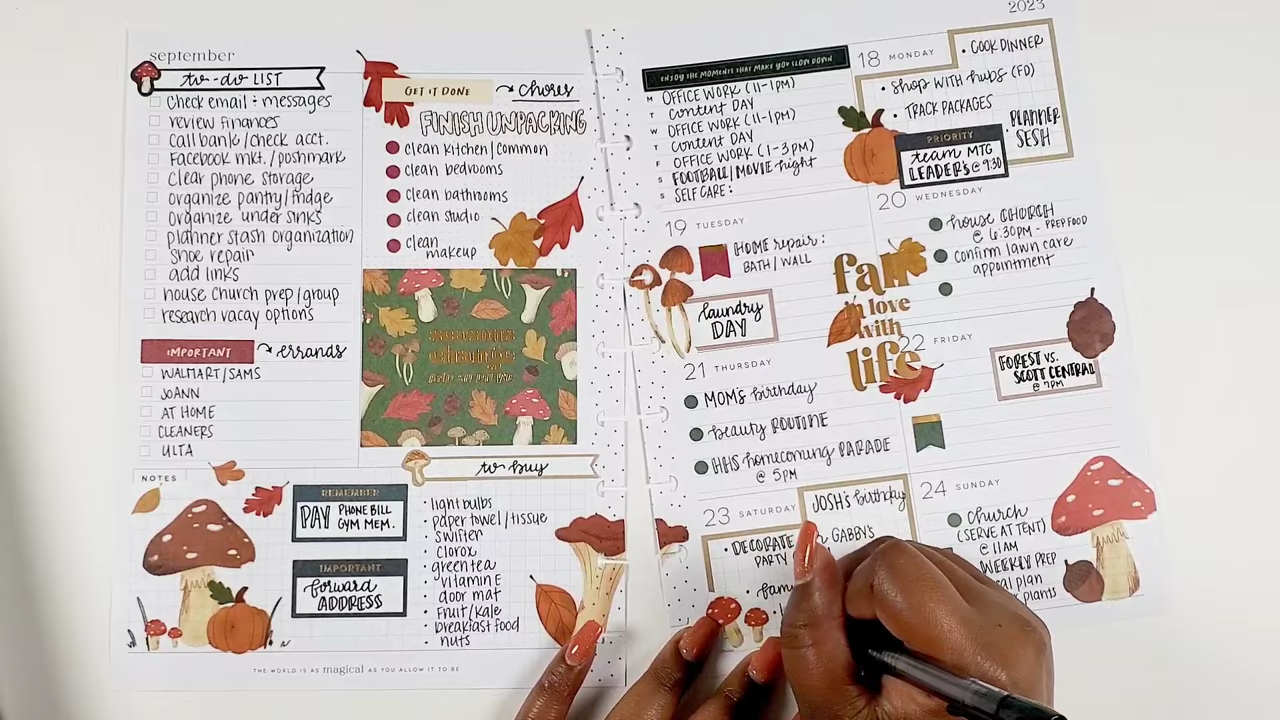 september
to-do LIST
Check email : messages
review finances
call bank/check acct.
Facebook mkt./poshmark
Clear phone storage
organize pantry/fridge
organize under sinks
planner stash organization
Shoe repair
add links
house Church prep/group
research vacay options
IMPORTANT
errands
WALMART/SAMS
JOANN
AT HOME
CLEANERS
ULTA
GET IT DONE
chores
FINISH UNPACKING
clean kitchen/common
clean bedrooms
clean bathrooms
clean studio
clean
makeup
NOTES
REMEMBER
PAY PHONE BILL
GYM MEM.
IMPORTANT
forward
ADDRESS
to buy
light bulbs
paper towel/tissue
Swifter
clorox
green tea
vitamin E
door mat
Fruit/Kale
breakfast food
nuts
THE WORLD IS AS magical AS YOU ALLOW IT TO BE
2023
ENJOY THE MOMENTS THAT MAKE YOU SLOW DOWN
M OFFICE WORK (11-1PM)
T Content DAY
W OFFICE WORK (11-1PM)
T Content DAY
F OFFICE WORK (1-3PM)
S FOOTBALL/MOVIE night
S SELF CARE:
18 MONDAY
• COOK DINNER
• Shop WITH hubs (FD)
• TRACK PACKAGES
• PLANNER
SESH
PRIORITY
team MTG
LEADERS @ 9:30
19 TUESDAY
HOME repair:
BATH / WALL
laundry
DAY
20 WEDNESDAY
house CHURCH
@ 6:30PM - PREP FOOD
Confirm lawn care
appointment
fall
in love
with
life
21 THURSDAY
MOM'S birthday
beauty ROUTINE
HHS homecoming PARADE
@ 5PM
22 FRIDAY
FOREST VS.
SCOTT CENTRAL
@ 7PM
23 SATURDAY
JOSH'S birthday
• DECORATE
GABBY'S
PARTY
24 SUNDAY
Church
(SERVE AT TENT)
@ 11AM
WEEKLY PREP
plan
plants